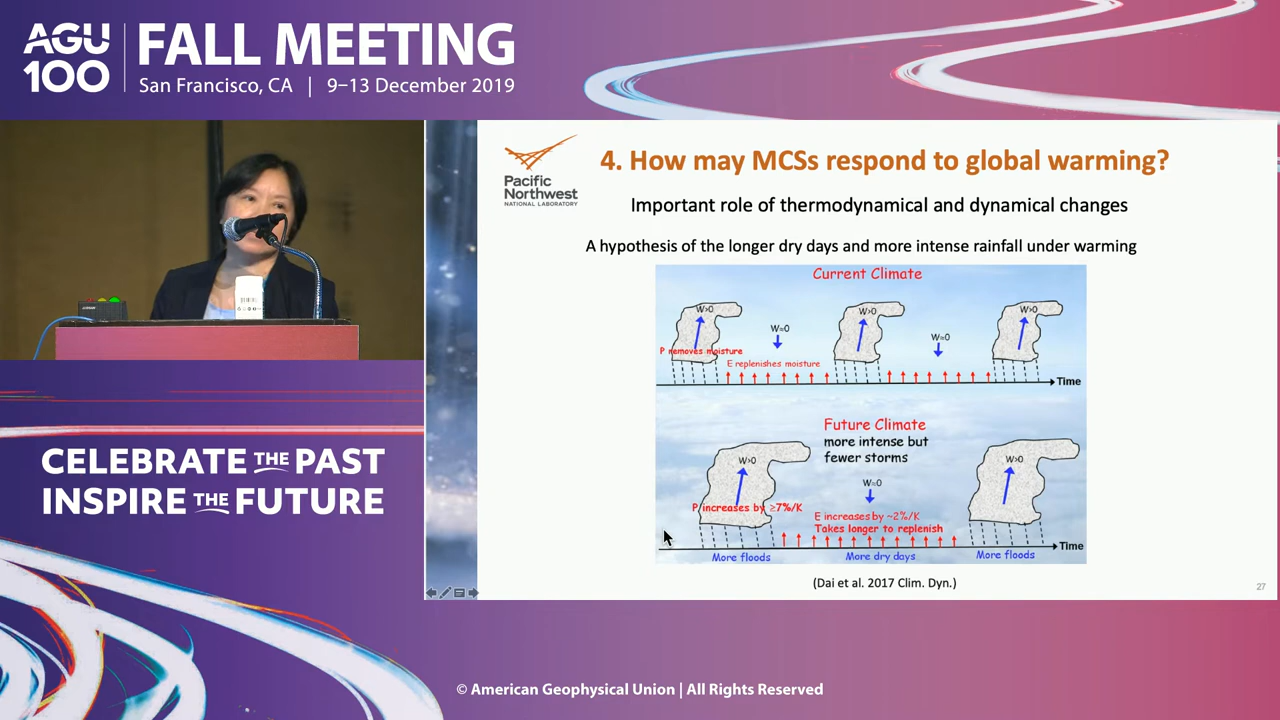 AGU
100
FALL MEETING
San Francisco, CA | 9–13 December 2019
Pacific
Northwest
NATIONAL LABORATORY
4. How may MCSs respond to global warming?
Important role of thermodynamical and dynamical changes
A hypothesis of the longer dry days and more intense rainfall under warming
Current Climate
W>0
W≈0
W>0
W≈0
W>0
P removes moisture
E replenishes moisture
Time
Future Climate
more intense but
fewer storms
W>0
W≈0
W>0
P increases by ≥7%/K
E increases by ~2%/K
Takes longer to replenish
Time
More floods
More dry days
More floods
(Dai et al. 2017 Clim. Dyn.)
27
CELEBRATE THE PAST
INSPIRE THE FUTURE
© American Geophysical Union | All Rights Reserved